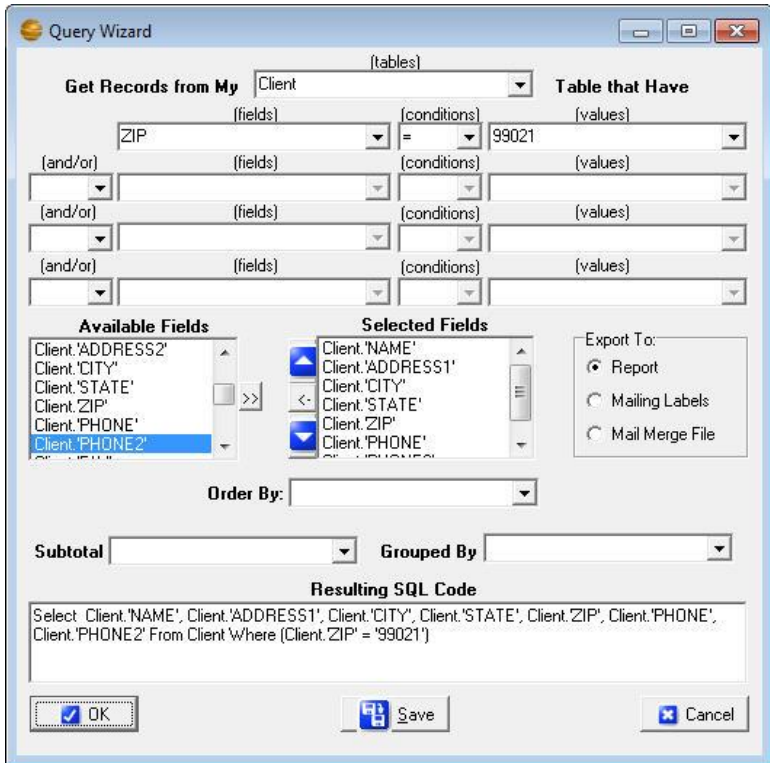 Query Wizard
(tables)
Get Records from My Client Table that Have
(fields) (conditions) (values)
ZIP = 99021
(and/or) (fields) (conditions) (values)
(and/or) (fields) (conditions) (values)
(and/or) (fields) (conditions) (values)
Available Fields
Client.'ADDRESS2'
Client.'CITY'
Client.'STATE'
Client.'ZIP'
Client.'PHONE'
Client.'PHONE2'
>>
<-
Selected Fields
Client.'NAME'
Client.'ADDRESS1'
Client.'CITY'
Client.'STATE'
Client.'ZIP'
Client.'PHONE'
Export To:
Report
Mailing Labels
Mail Merge File
Order By:
Subtotal Grouped By
Resulting SQL Code
Select Client.'NAME', Client.'ADDRESS1', Client.'CITY', Client.'STATE', Client.'ZIP', Client.'PHONE',
Client.'PHONE2' From Client Where (Client.'ZIP' = '99021')
OK Save Cancel